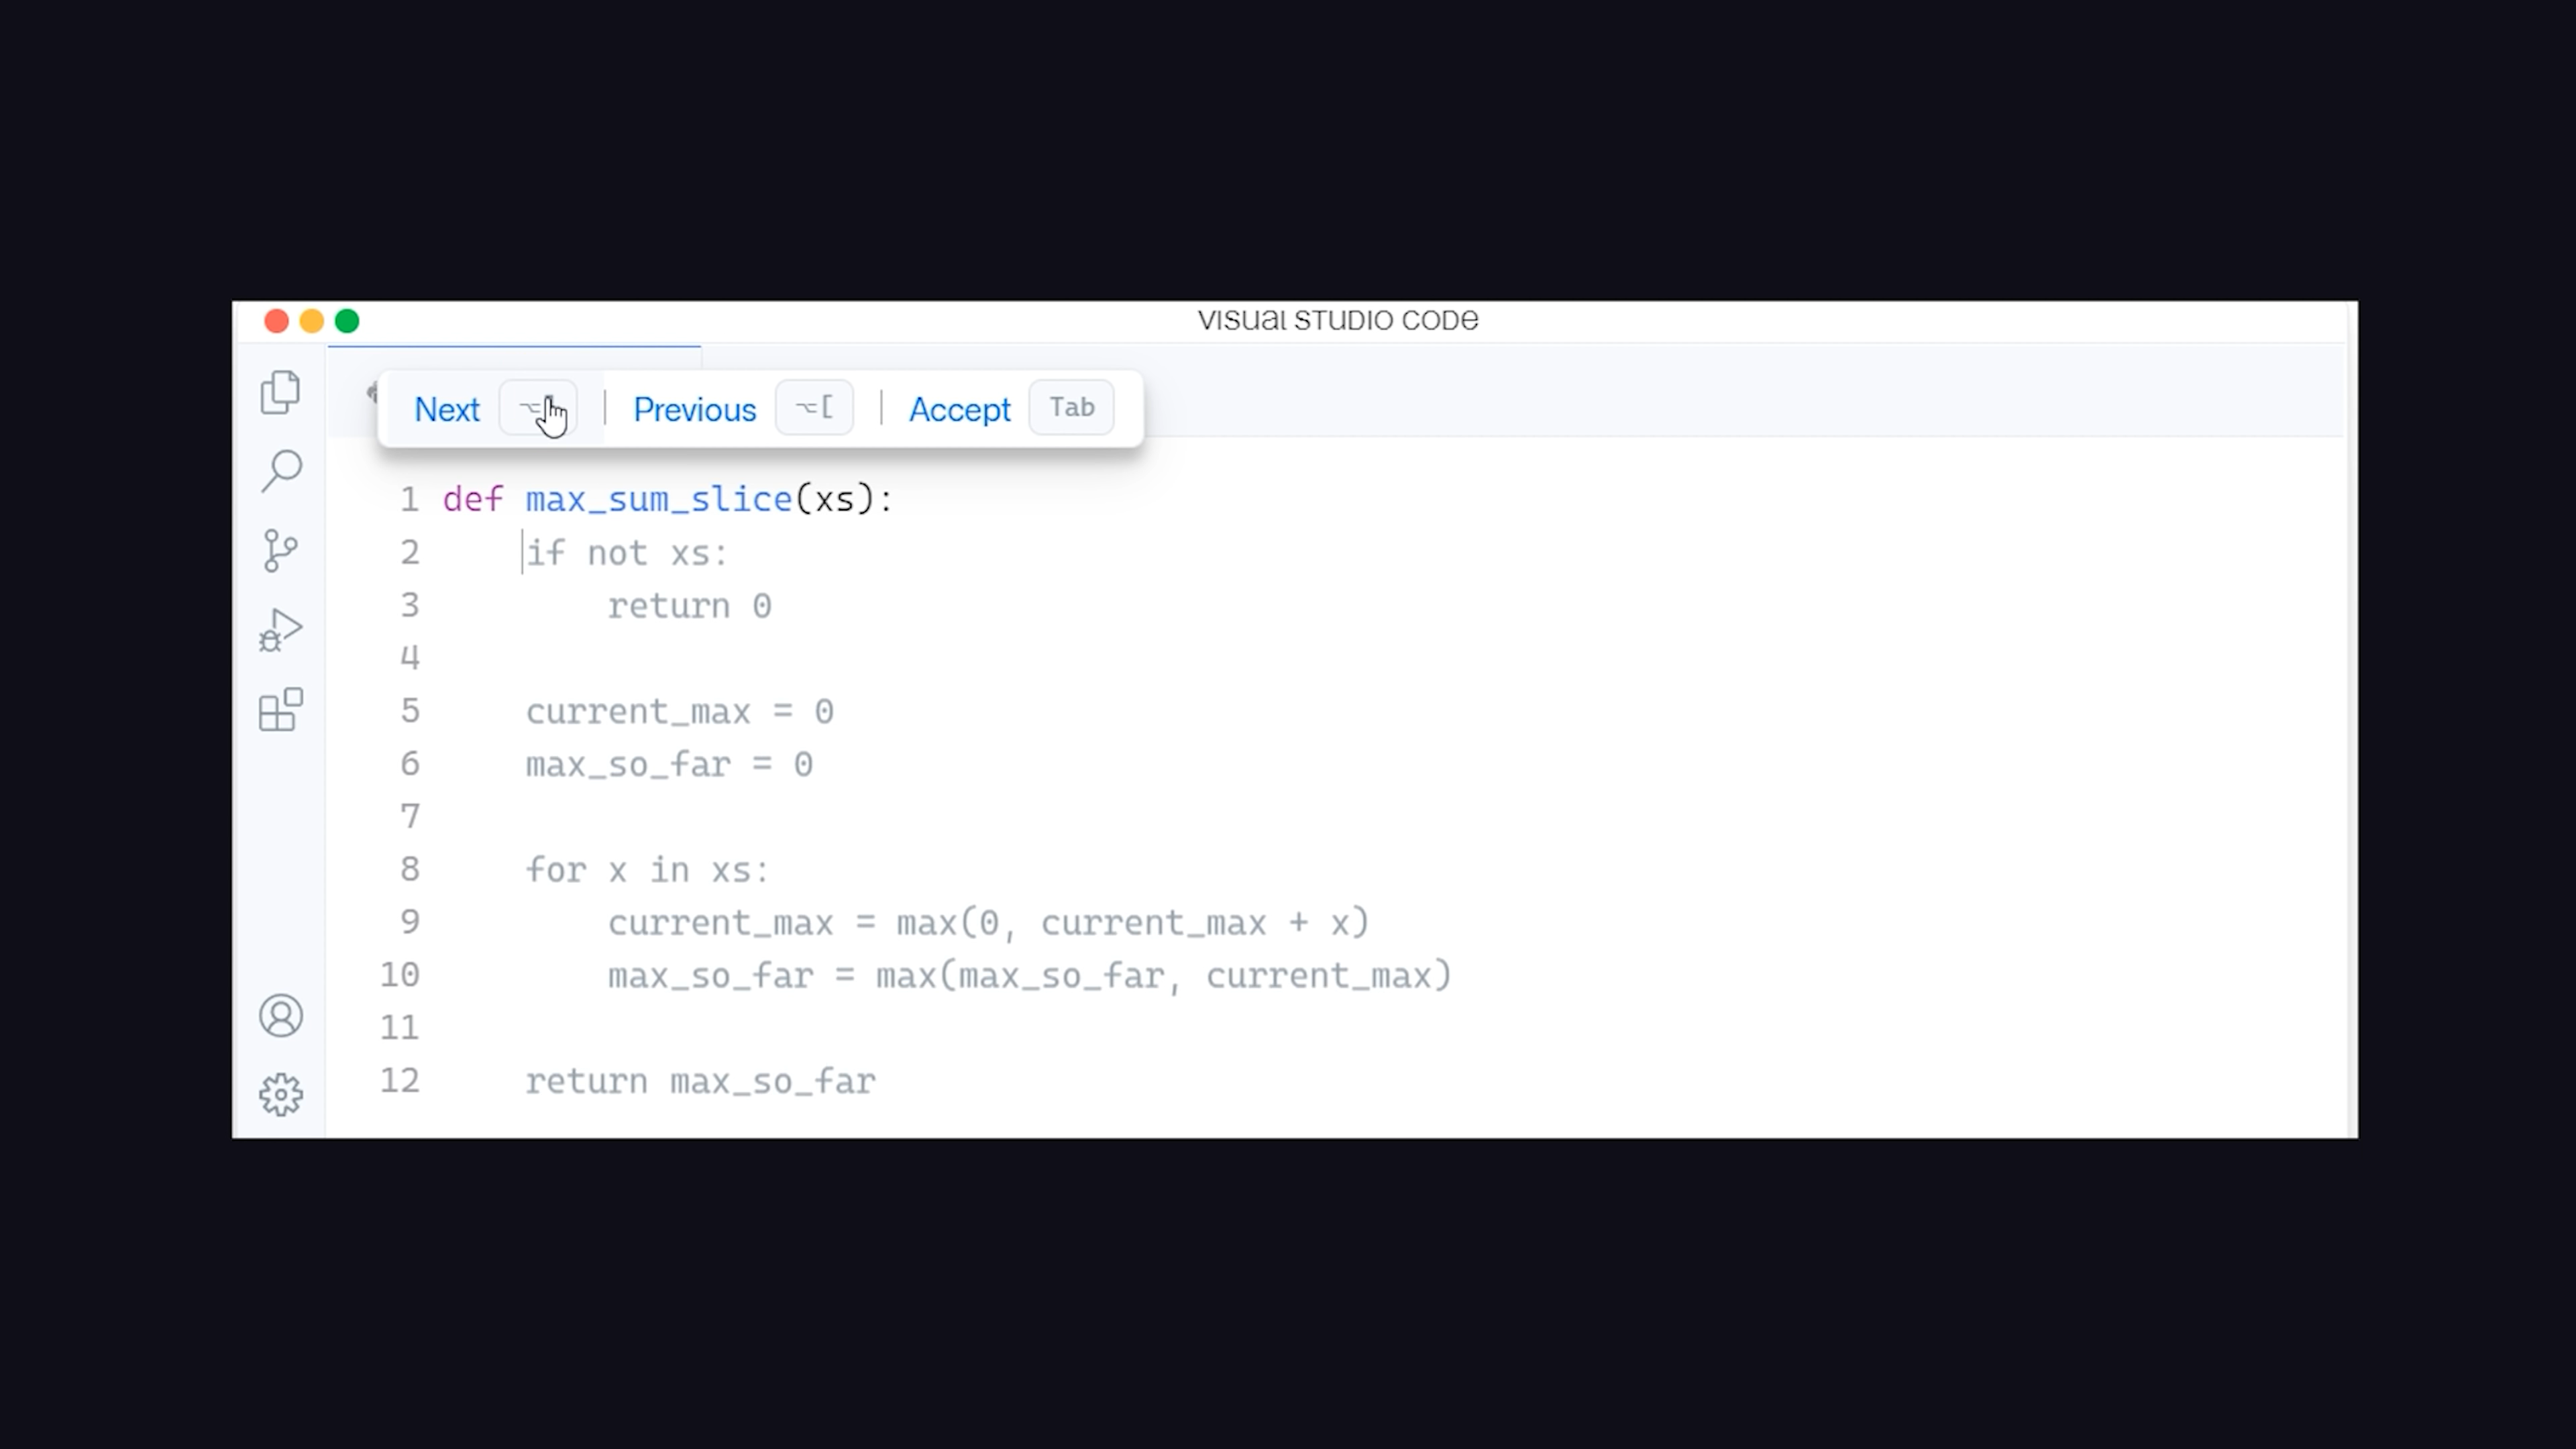 VISUAL STUDIO CODE
Next | Previous ⌥[ | Accept Tab
1 def max_sum_slice(xs):
2     if not xs:
3         return 0
4
5     current_max = 0
6     max_so_far = 0
7
8     for x in xs:
9         current_max = max(0, current_max + x)
10         max_so_far = max(max_so_far, current_max)
11
12     return max_so_far